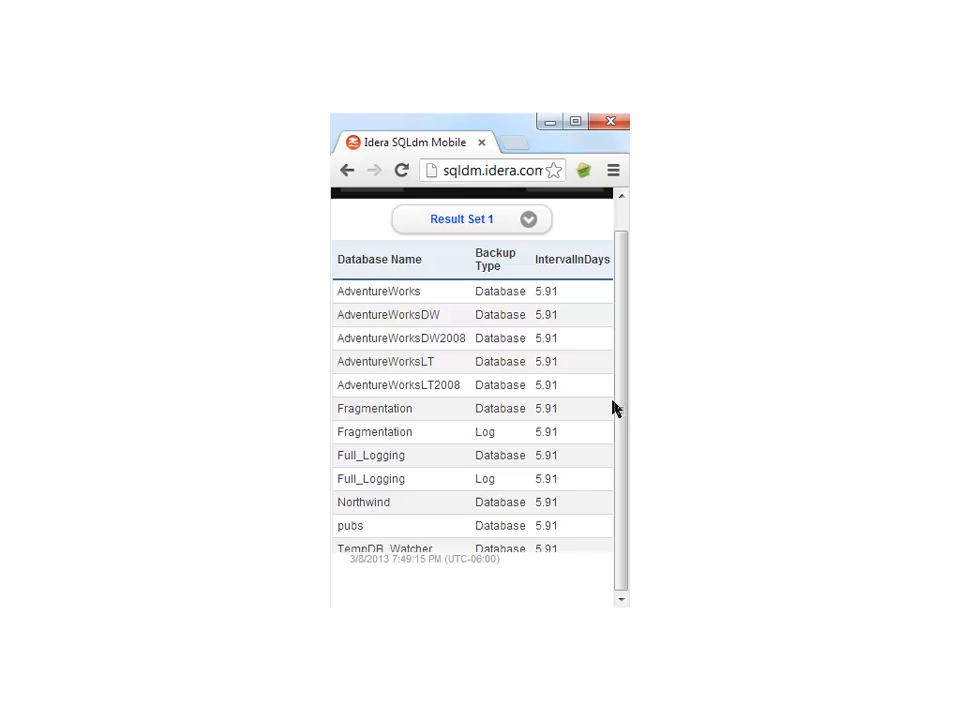 Idera SQLdm Mobile
sqldm.idera.com
Result Set 1
Database Name Backup Type IntervalInDays
AdventureWorks Database 5.91
AdventureWorksDW Database 5.91
AdventureWorksDW2008 Database 5.91
AdventureWorksLT Database 5.91
AdventureWorksLT2008 Database 5.91
Fragmentation Database 5.91
Fragmentation Log 5.91
Full_Logging Database 5.91
Full_Logging Log 5.91
Northwind Database 5.91
pubs Database 5.91
TempDB_Watcher Database 5.91
3/8/2013 7:49:15 PM (UTC-06:00)